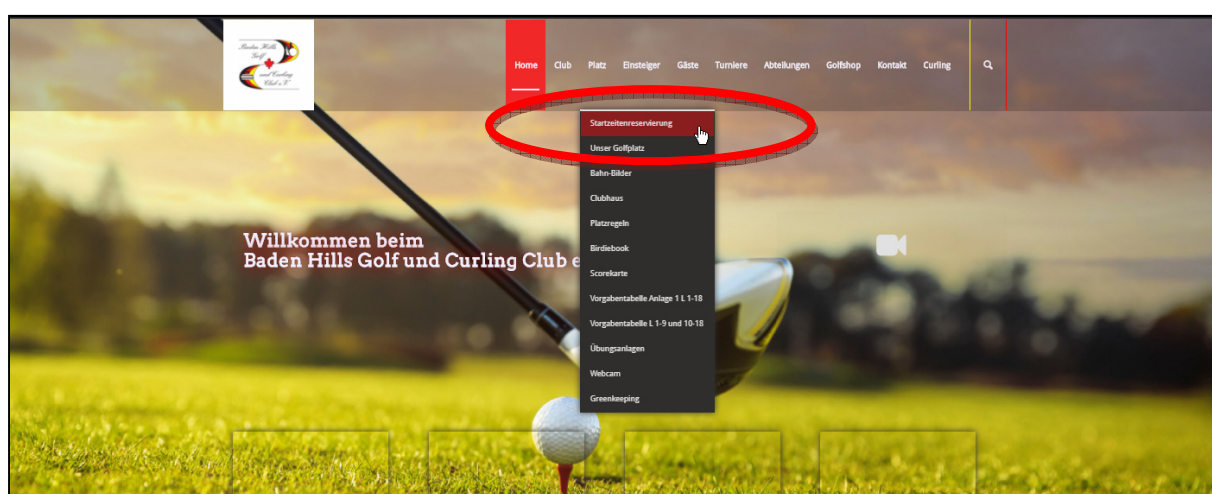 Baden Hills
Golf
und Curling
Club e.V.
Home Club Platz Einsteiger Gäste Turniere Abteilungen Golfshop Kontakt Curling
Startzeitenreservierung
Unser Golfplatz
Bahn-Bilder
Clubhaus
Platzregeln
Birdiebook
Scorekarte
Vorgabentabelle Anlage 1 L 1-18
Vorgabentabelle L 1-9 und 10-18
Übungsanlagen
Webcam
Greenkeeping
Willkommen beim
Baden Hills Golf und Curling Club e